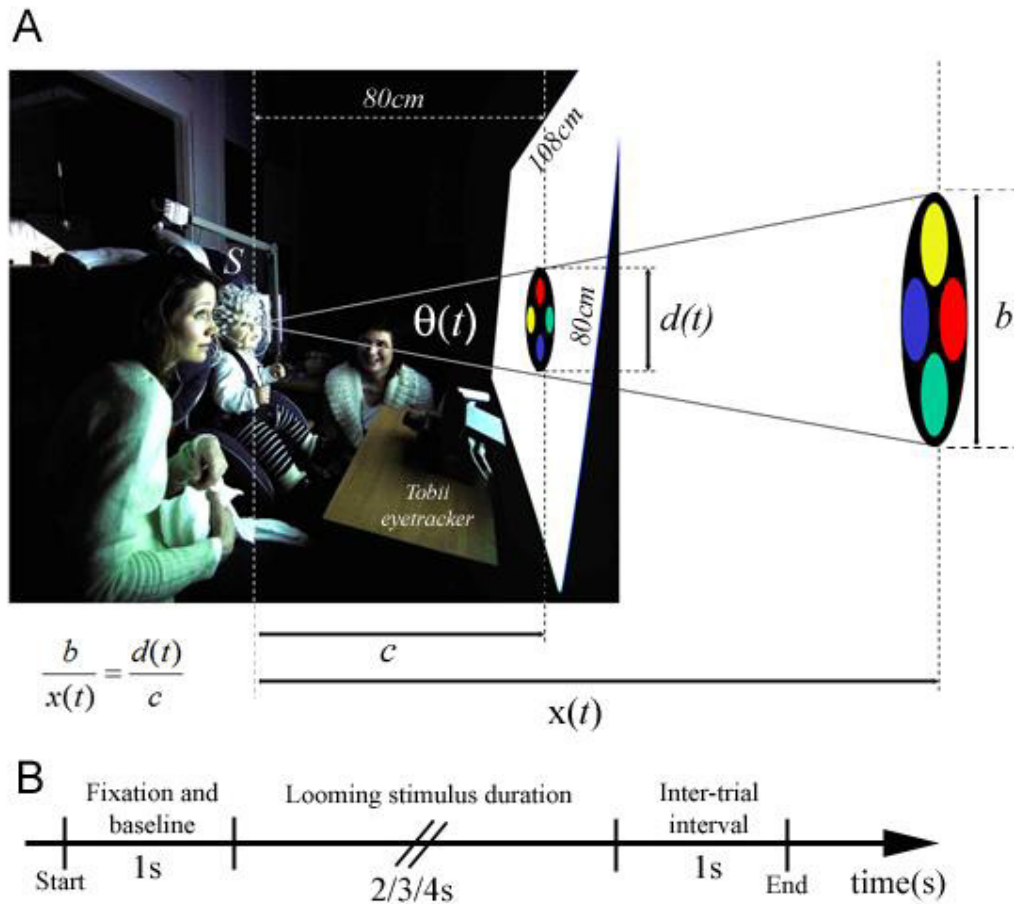 A
80cm
108cm
S
θ(t)
80cm
d(t)
b
Tobii
eyetracker
c
b/x(t) = d(t)/c
x(t)
B
Fixation and
baseline
Looming stimulus duration
Inter-trial
interval
1s
1s
Start
2/3/4s
End
time(s)